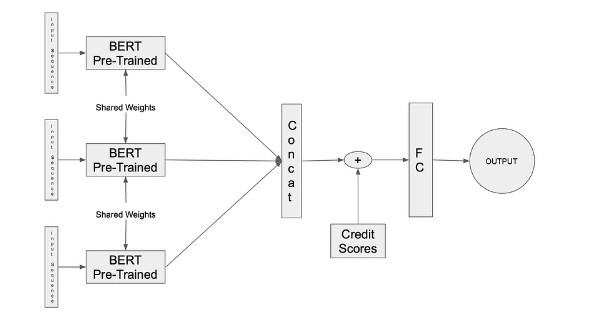 Input Sequence
BERT
Pre-Trained
Shared Weights
Input Sequence
BERT
Pre-Trained
Shared Weights
Input Sequence
BERT
Pre-Trained
Concat
+
Credit
Scores
FC
OUTPUT